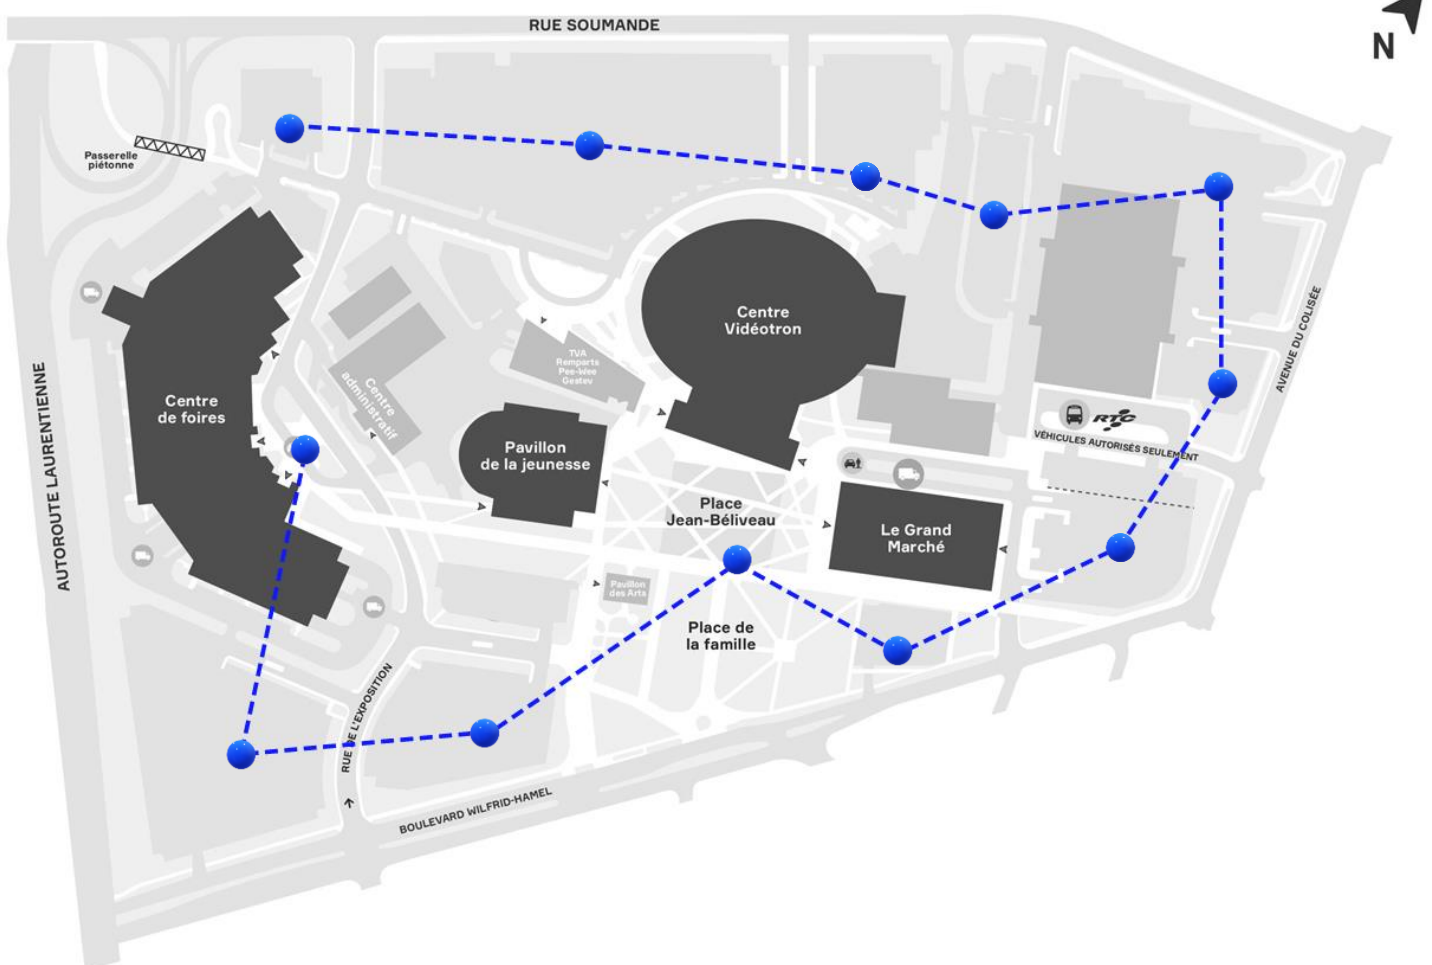 RUE SOUMANDE
N
Passerelle
piétonne
AVENUE DU COLISÉE
Centre
Vidéotron
TVA
Remparts
Pee-Wee
Gestev
AUTOROUTE LAURENTIENNE
Centre
de foires
Centre
administratif
RTC
VÉHICULES AUTORISÉS SEULEMENT
Pavillon
de la jeunesse
Place
Jean-Béliveau
Le Grand
Marché
Pavillon
des Arts
Place de
la famille
RUE DE L'EXPOSITION
BOULEVARD WILFRID-HAMEL